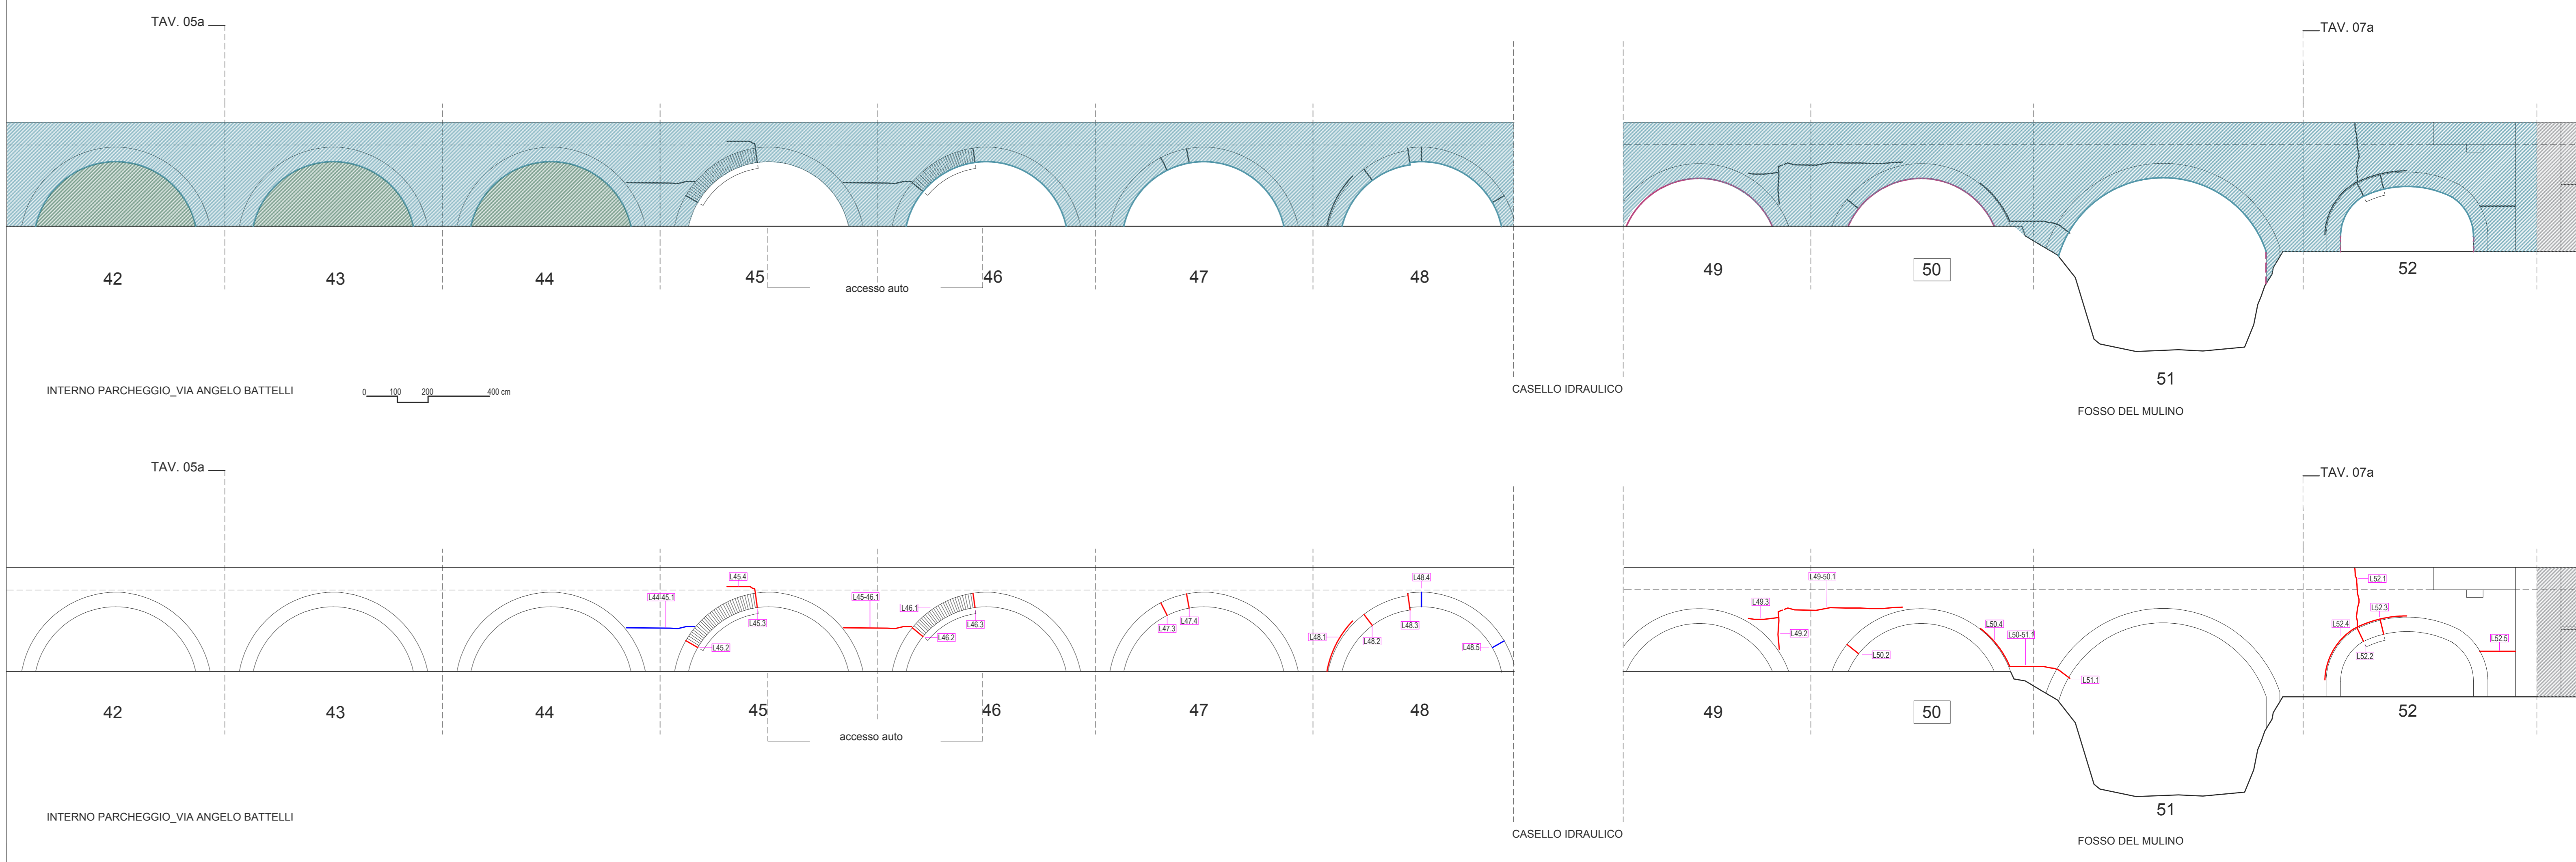 TAV. 05a
TAV. 07a
42
43
44
45
46
47
48
49
50
52
accesso auto
51
INTERNO PARCHEGGIO_VIA ANGELO BATTELLI
0 100 200 400 cm
CASELLO IDRAULICO
FOSSO DEL MULINO
TAV. 05a
TAV. 07a
L45.4
L48.4
L49-50.1
L52.1
L44-45.1
L45-46.1
L46.1
L49.3
L52.3
L45.3
L46.3
L47.3
L47.4
L48.1
L48.2
L48.3
L50.4
L52.4
L49.2
L50-51.1
L45.2
L46.2
L48.5
L50.2
L52.2
L52.5
L51.1
42
43
44
45
46
47
48
49
50
52
accesso auto
51
INTERNO PARCHEGGIO_VIA ANGELO BATTELLI
CASELLO IDRAULICO
FOSSO DEL MULINO